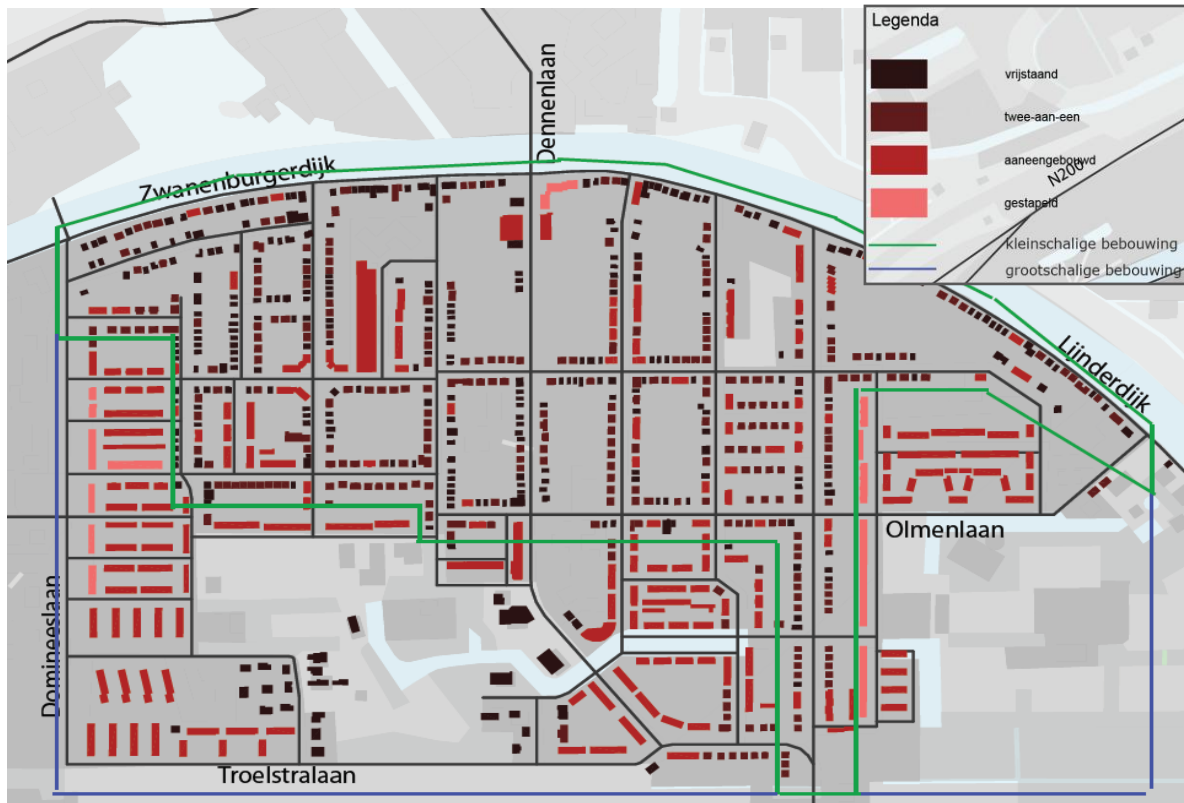 Legenda
vrijstaand
twee-aan-een
aaneengebouwd
gestapeld
kleinschalige bebouwing
grootschalige bebouwing
N200
Dennenlaan
Zwanenburgerdijk
Lijnderdijk
Olmenlaan
Domineeslaan
Troelstralaan